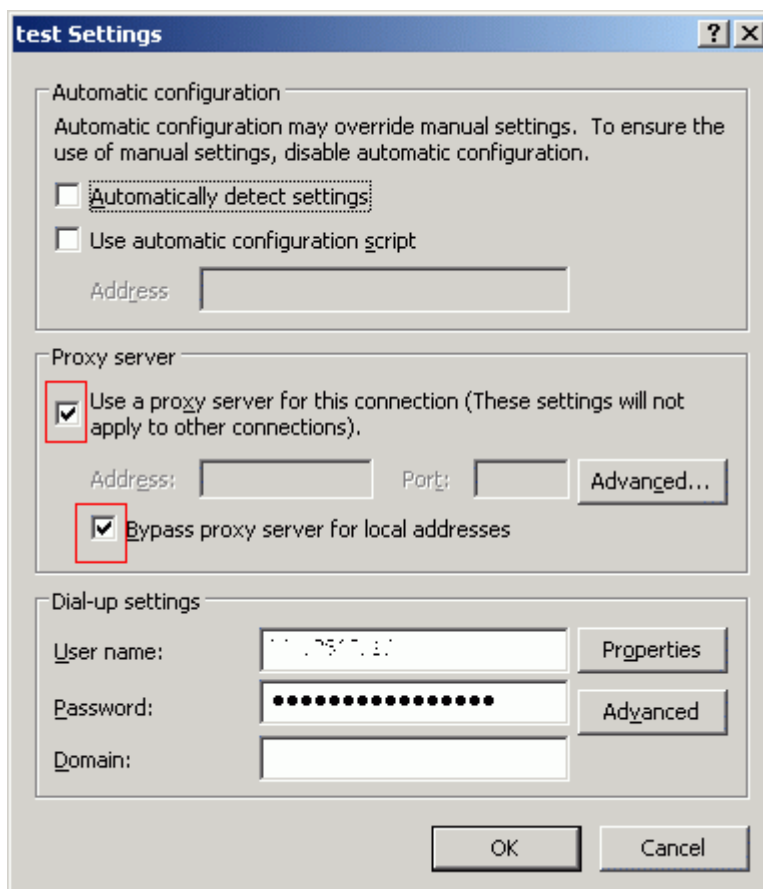 test Settings
Automatic configuration
Automatic configuration may override manual settings. To ensure the
use of manual settings, disable automatic configuration.
Automatically detect settings
Use automatic configuration script
Address
Proxy server
Use a proxy server for this connection (These settings will not
apply to other connections).
Address: Port: Advanced...
Bypass proxy server for local addresses
Dial-up settings
User name: Properties
Password: •••••••••••••••• Advanced
Domain:
OK Cancel